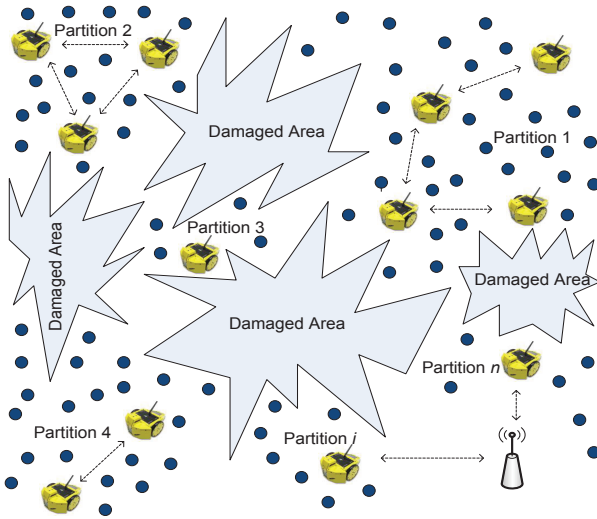 Partition 2
Damaged Area
Partition 1
Damaged Area
Partition 3
Damaged Area
Damaged Area
Partition n
Partition 4
Partition i